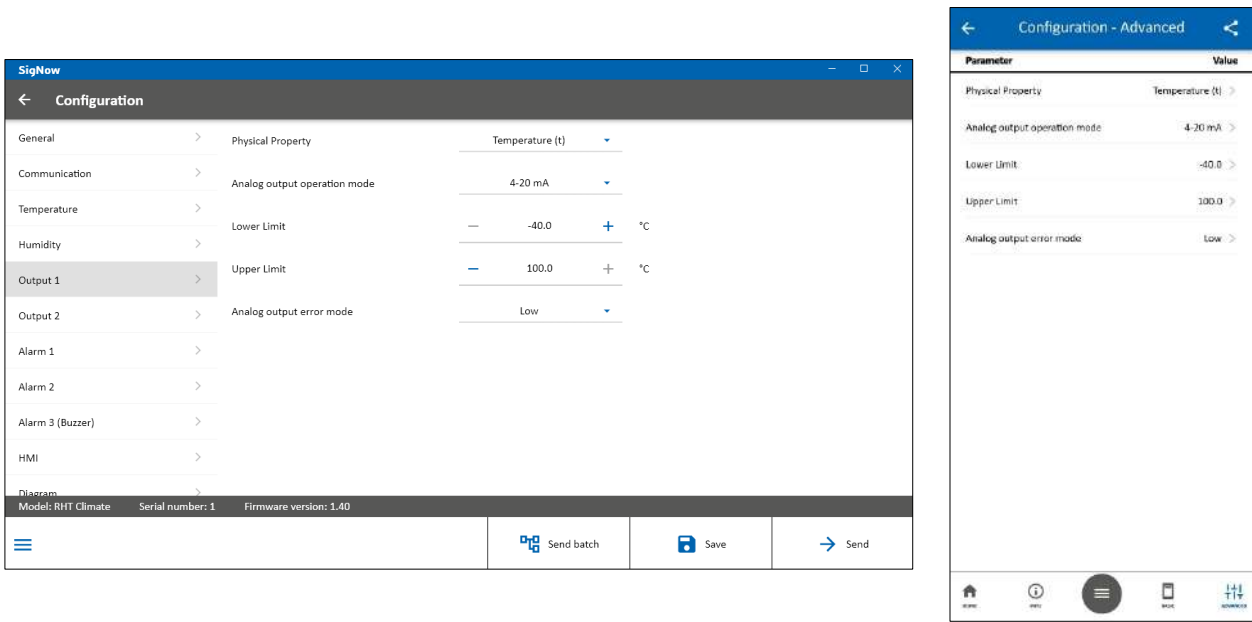 SigNow
Configuration
General
Communication
Temperature
Humidity
Output 1
Output 2
Alarm 1
Alarm 2
Alarm 3 (Buzzer)
HMI
Diagram
Physical Property Temperature (t)
Analog output operation mode 4-20 mA
Lower Limit -40.0 °C
Upper Limit 100.0 °C
Analog output error mode Low
Model: RHT Climate Serial number: 1 Firmware version: 1.40
Send batch Save Send
Configuration - Advanced
Parameter Value
Physical Property Temperature (t)
Analog output operation mode 4-20 mA
Lower Limit -40.0
Upper Limit 100.0
Analog output error mode Low
HOME INFO BASIC ADVANCED